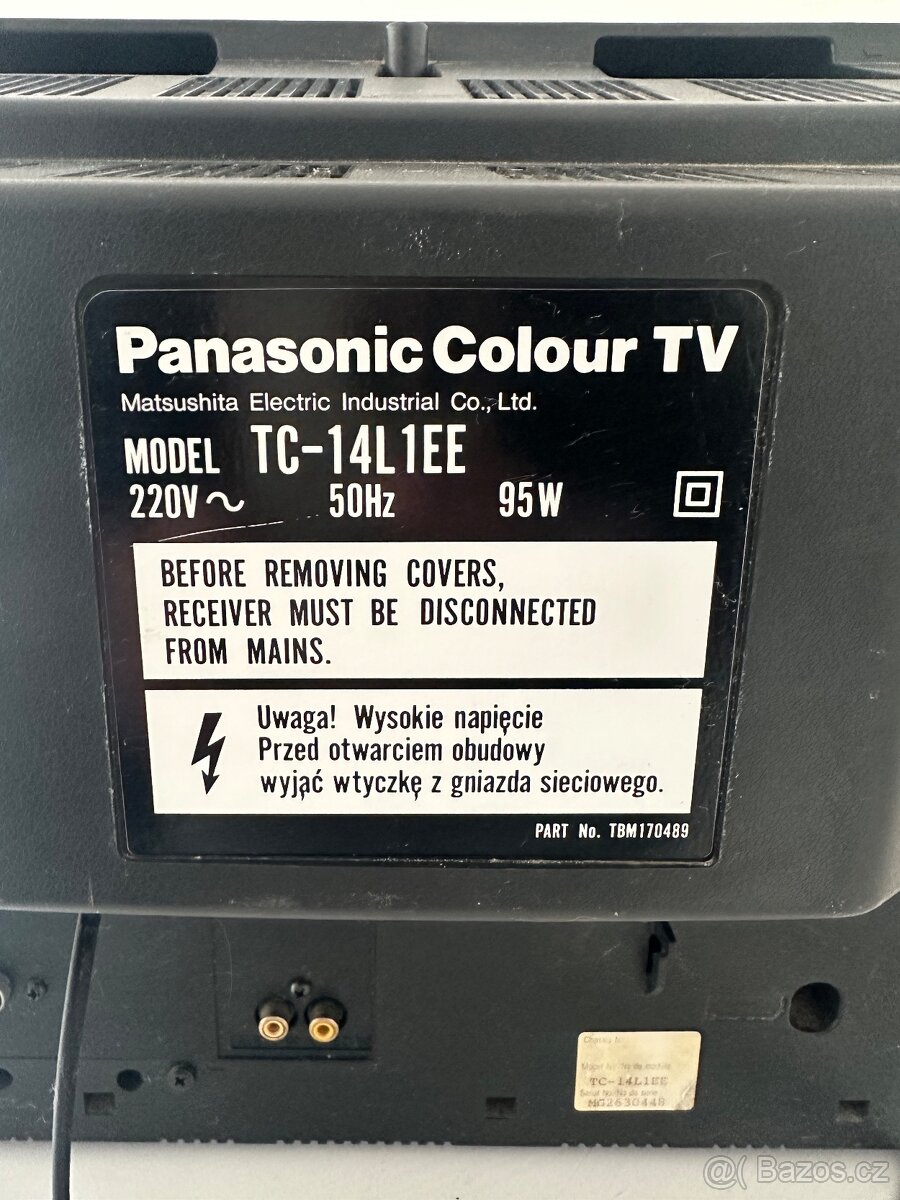 Panasonic Colour TV
Matsushita Electric Industrial Co., Ltd.
MODEL TC-14L1EE
220V~ 50Hz 95W
BEFORE REMOVING COVERS,
RECEIVER MUST BE DISCONNECTED
FROM MAINS.
Uwaga! Wysokie napięcie
Przed otwarciem obudowy
wyjąć wtyczkę z gniazda sieciowego.
PART No. TBM170489
TC-14L1EE
MG2630448
@( Bazos.cz